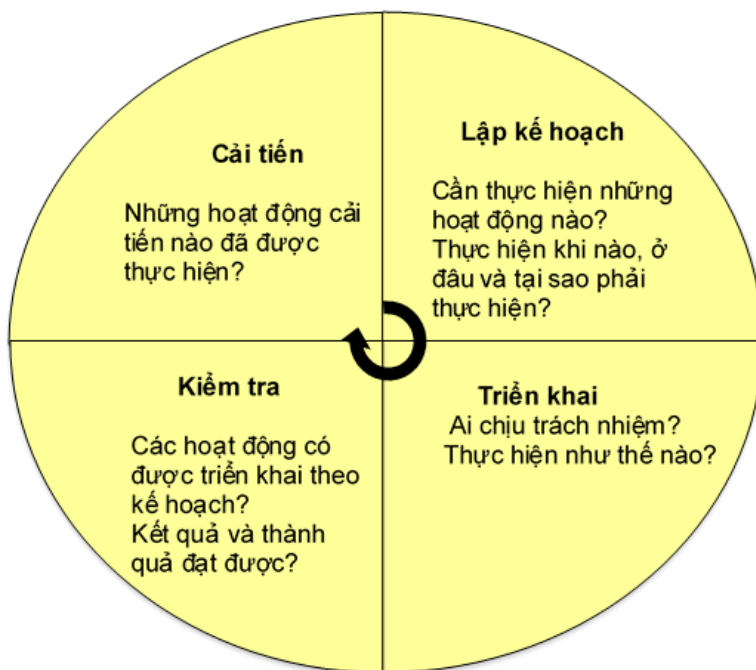 Lập kế hoạch
Cần thực hiện những
hoạt động nào?
Thực hiện khi nào, ở
đâu và tại sao phải
thực hiện?
Triển khai
Ai chịu trách nhiệm?
Thực hiện như thế nào?
Kiểm tra
Các hoạt động có
được triển khai theo
kế hoạch?
Kết quả và thành
quả đạt được?
Cải tiến
Những hoạt động cải
tiến nào đã được
thực hiện?